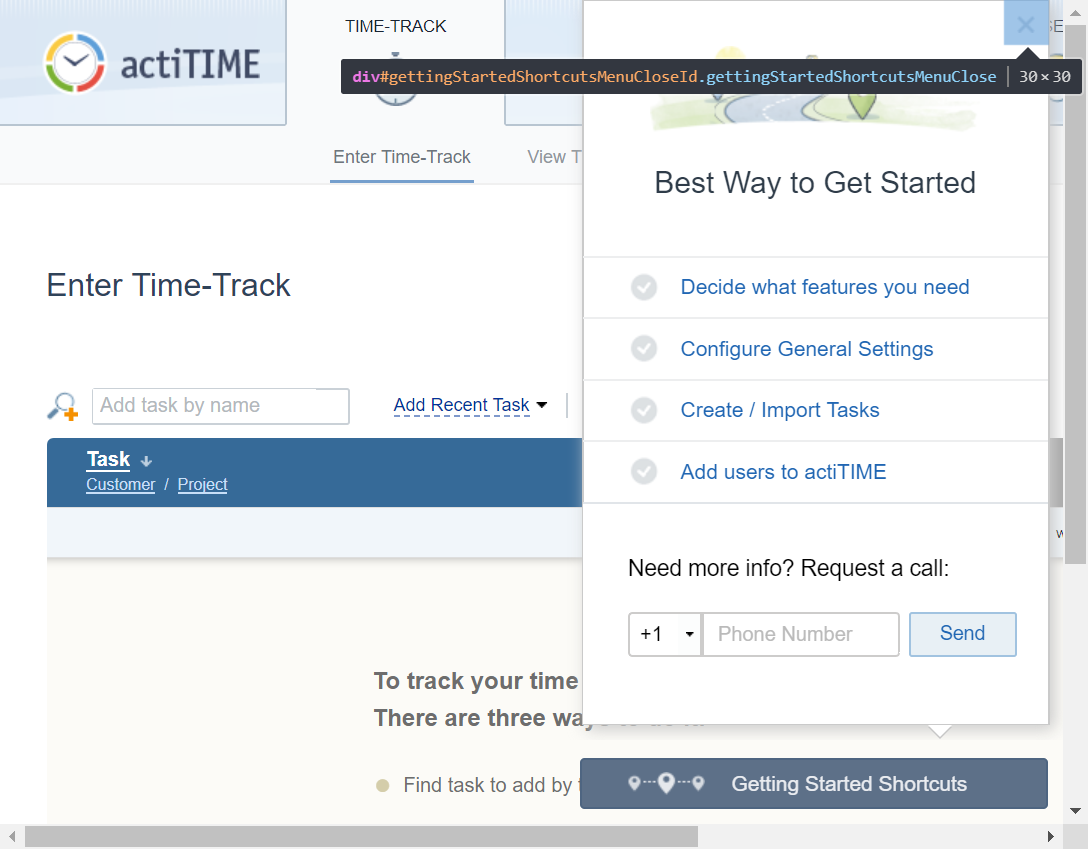 TIME-TRACK
SE
actiTIME
div#gettingStartedShortcutsMenuCloseId.gettingStartedShortcutsMenuClose 30×30
Enter Time-Track
View T
Best Way to Get Started
Enter Time-Track
Decide what features you need
Configure General Settings
Add task by name
Add Recent Task
Create / Import Tasks
Task
Customer / Project
Add users to actiTIME
w
Need more info? Request a call:
+1
Phone Number
Send
To track your time
There are three way
Find task to add by t
Getting Started Shortcuts